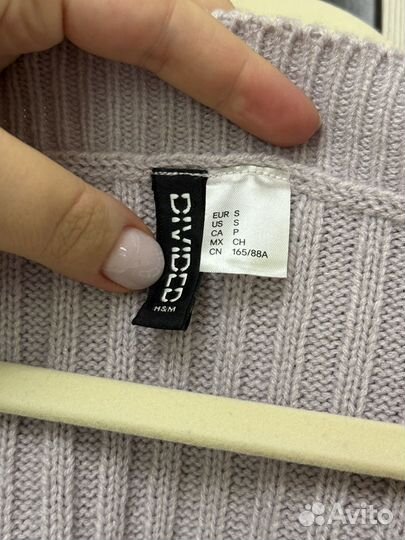 DIVIDED
H&M
EUR S
US S
CA P
MX CH
CN 165/88A
Avito